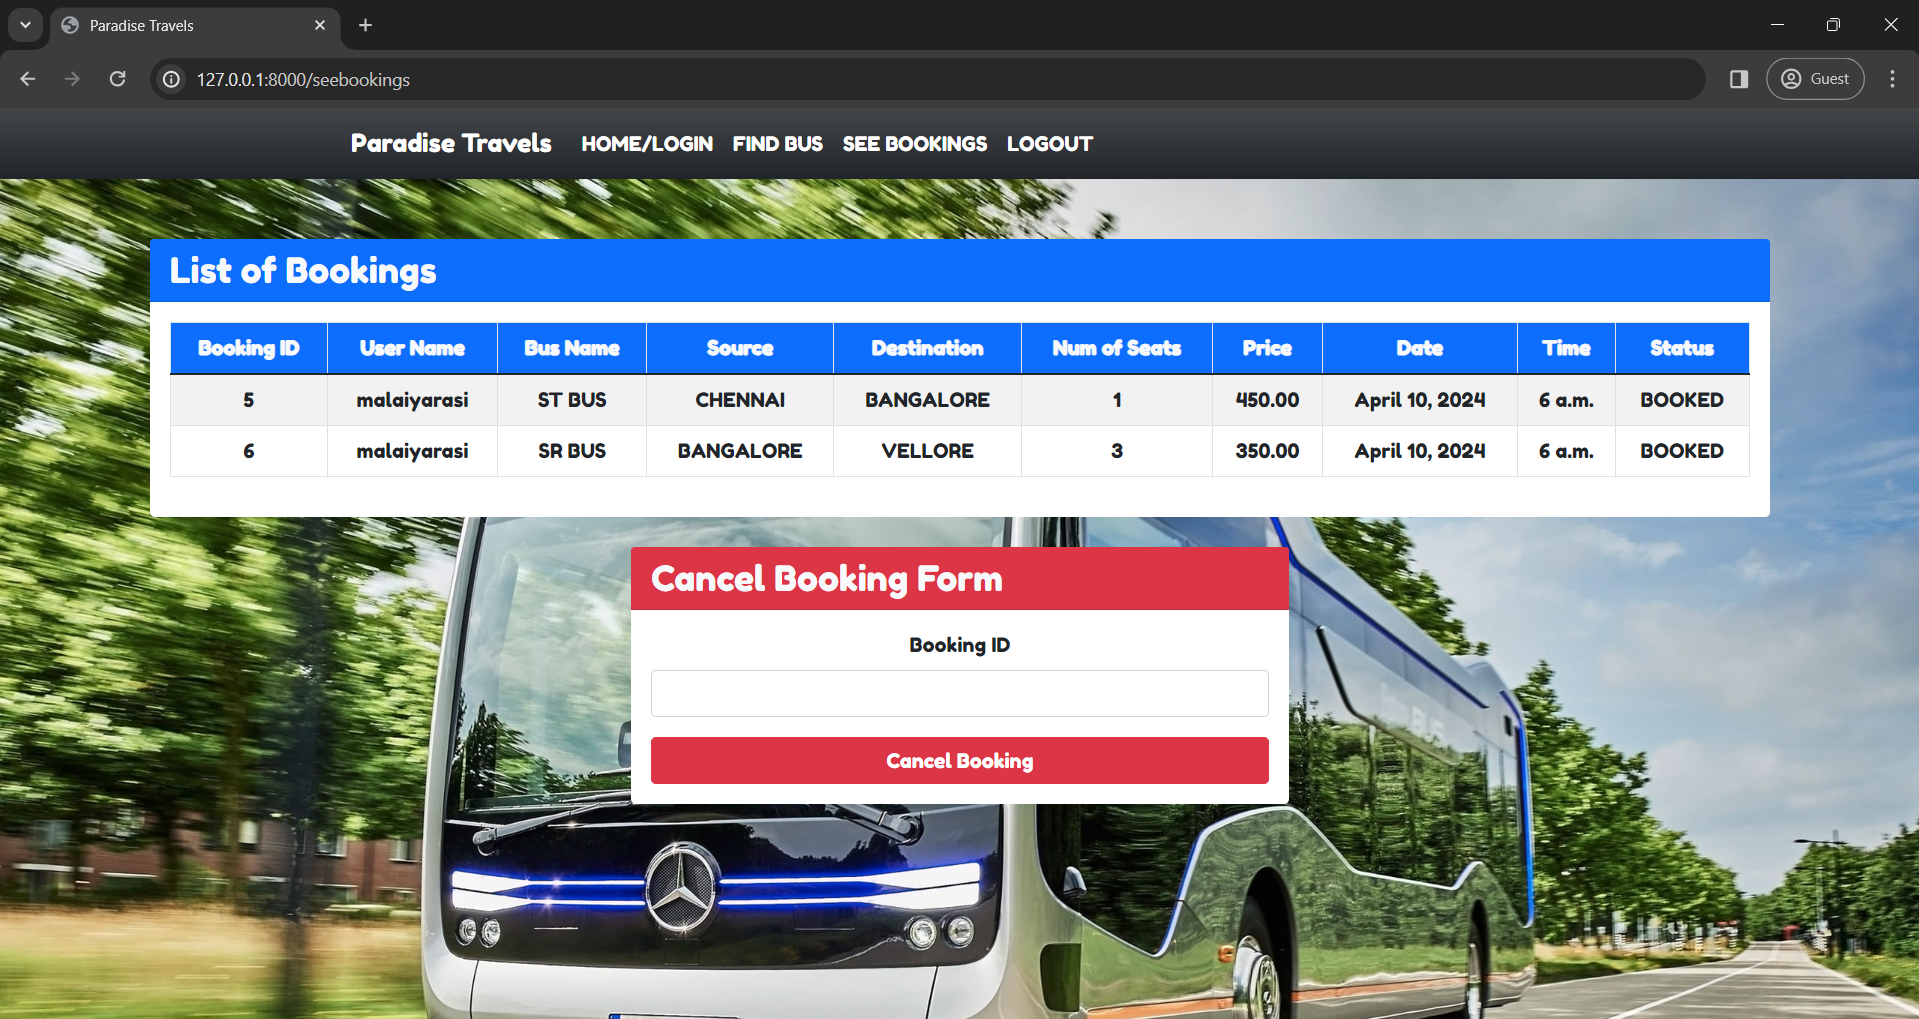 Paradise Travels
127.0.0.1:8000/seebookings
Guest
Paradise Travels HOME/LOGIN FIND BUS SEE BOOKINGS LOGOUT
List of Bookings
Booking ID User Name Bus Name Source Destination Num of Seats Price Date Time Status
5 malaiyarasi ST BUS CHENNAI BANGALORE 1 450.00 April 10, 2024 6 a.m. BOOKED
6 malaiyarasi SR BUS BANGALORE VELLORE 3 350.00 April 10, 2024 6 a.m. BOOKED
Cancel Booking Form
Booking ID
Cancel Booking